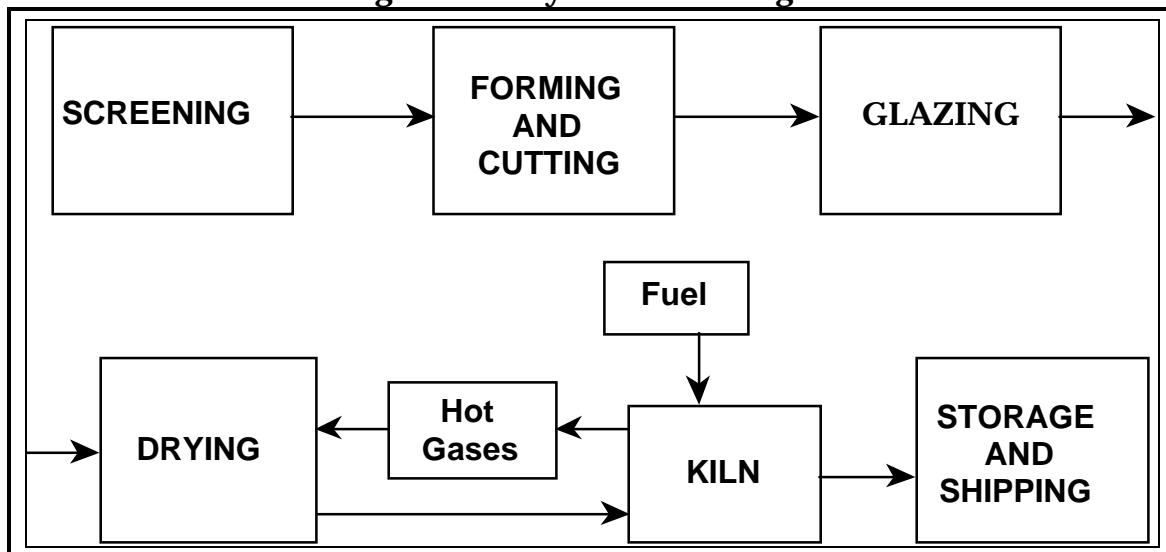 SCREENING
FORMING
AND
CUTTING
GLAZING
Fuel
DRYING
Hot
Gases
KILN
STORAGE
AND
SHIPPING